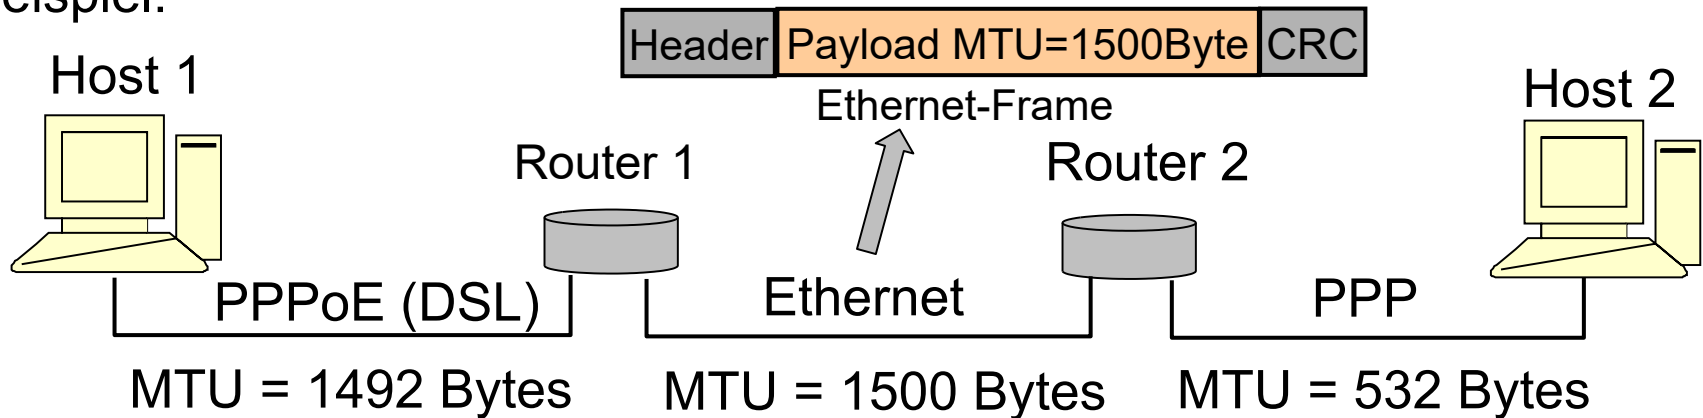 Header Payload MTU=1500Byte CRC
Host 1
Ethernet-Frame
Host 2
Router 1
Router 2
PPPoE (DSL)
Ethernet
PPP
MTU = 1492 Bytes
MTU = 1500 Bytes
MTU = 532 Bytes